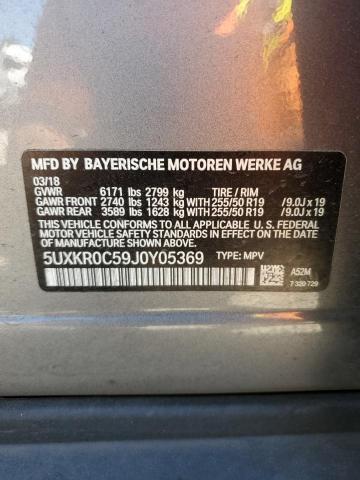 MFD BY BAYERISCHE MOTOREN WERKE AG
03/18
GVWR 6171 lbs 2799 kg TIRE / RIM
GAWR FRONT 2740 lbs 1243 kg WITH 255/50 R19 /9.0J x 19
GAWR REAR 3589 lbs 1628 kg WITH 255/50 R19 /9.0J x 19
THIS VEHICLE CONFORMS TO ALL APPLICABLE U.S. FEDERAL
MOTOR VEHICLE SAFETY STANDARDS IN EFFECT ON THE
DATE OF MANUFACTURE SHOWN ABOVE.
5UXKR0C59J0Y05369 TYPE: MPV
A52M
7 320 729